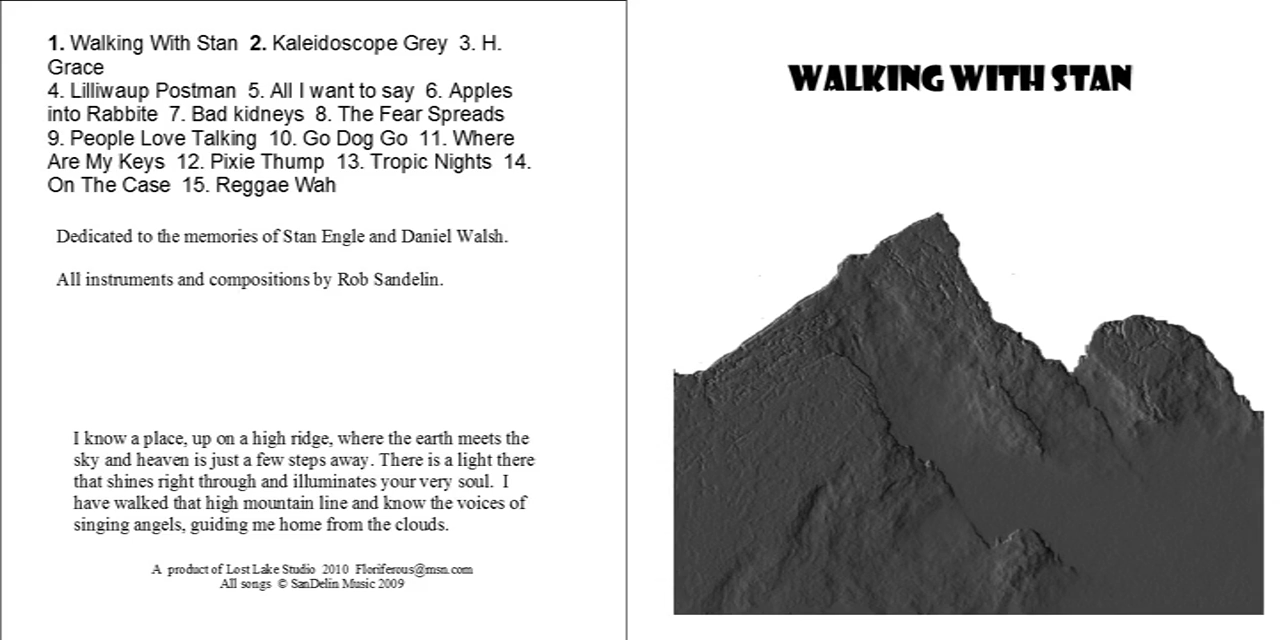 1. Walking With Stan 2. Kaleidoscope Grey 3. H.
Grace
4. Lilliwaup Postman 5. All I want to say 6. Apples
into Rabbite 7. Bad kidneys 8. The Fear Spreads
9. People Love Talking 10. Go Dog Go 11. Where
Are My Keys 12. Pixie Thump 13. Tropic Nights 14.
On The Case 15. Reggae Wah
Dedicated to the memories of Stan Engle and Daniel Walsh.
All instruments and compositions by Rob Sandelin.
I know a place, up on a high ridge, where the earth meets the
sky and heaven is just a few steps away. There is a light there
that shines right through and illuminates your very soul. I
have walked that high mountain line and know the voices of
singing angels, guiding me home from the clouds.
A product of Lost Lake Studio 2010 Floriferous@msn.com
All songs © SanDelin Music 2009
WALKING WITH STAN